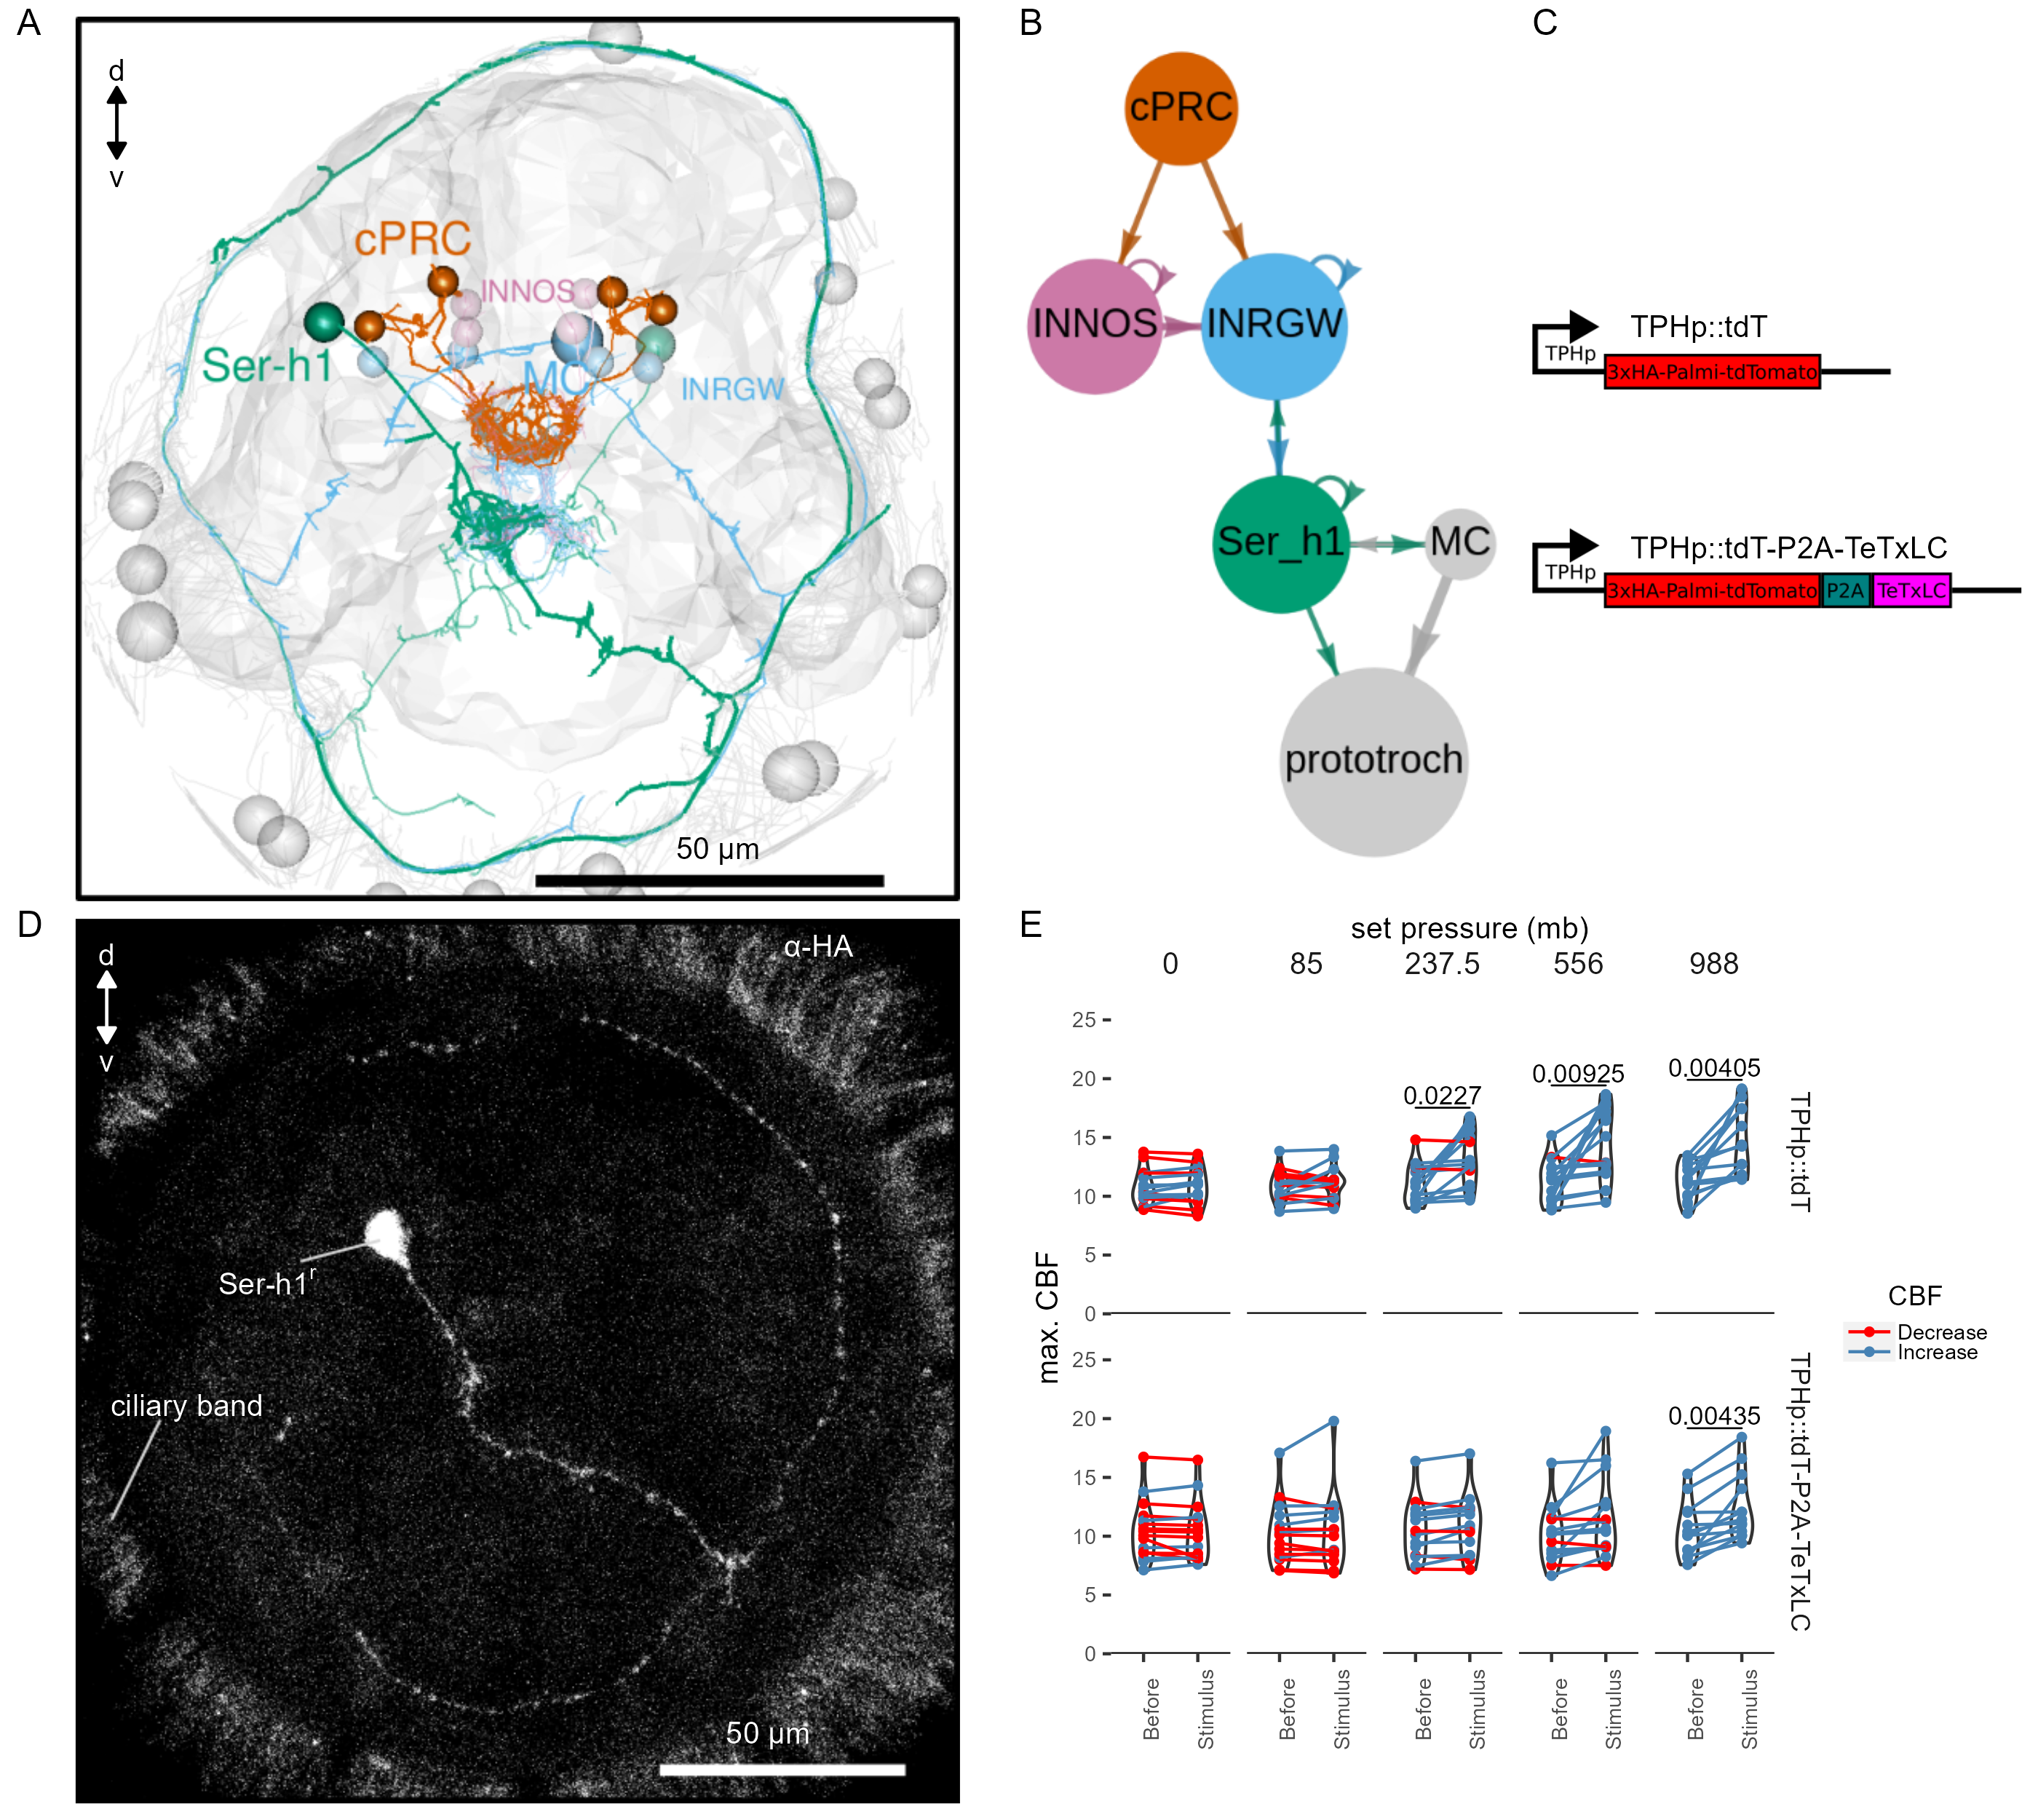 A
d
v
cPRC
INNOS
Ser-h1
MC
INRGW
50 µm
B
cPRC
INNOS
INRGW
Ser_h1
MC
prototroch
C
TPHp::tdT
TPHp
3xHA-Palmi-tdTomato
TPHp::tdT-P2A-TeTxLC
TPHp
3xHA-Palmi-tdTomato P2A TeTxLC
D
d
v
α-HA
Ser-h1r
ciliary band
50 µm
E
set pressure (mb)
0 85 237.5 556 988
max. CBF
25
20
15
10
5
0
0.0227
0.00925
0.00405
TPHp::tdT
25
20
15
10
5
0
0.00435
TPHp::tdT-P2A-TeTxLC
Before Stimulus Before Stimulus Before Stimulus Before Stimulus Before Stimulus
CBF
Decrease
Increase